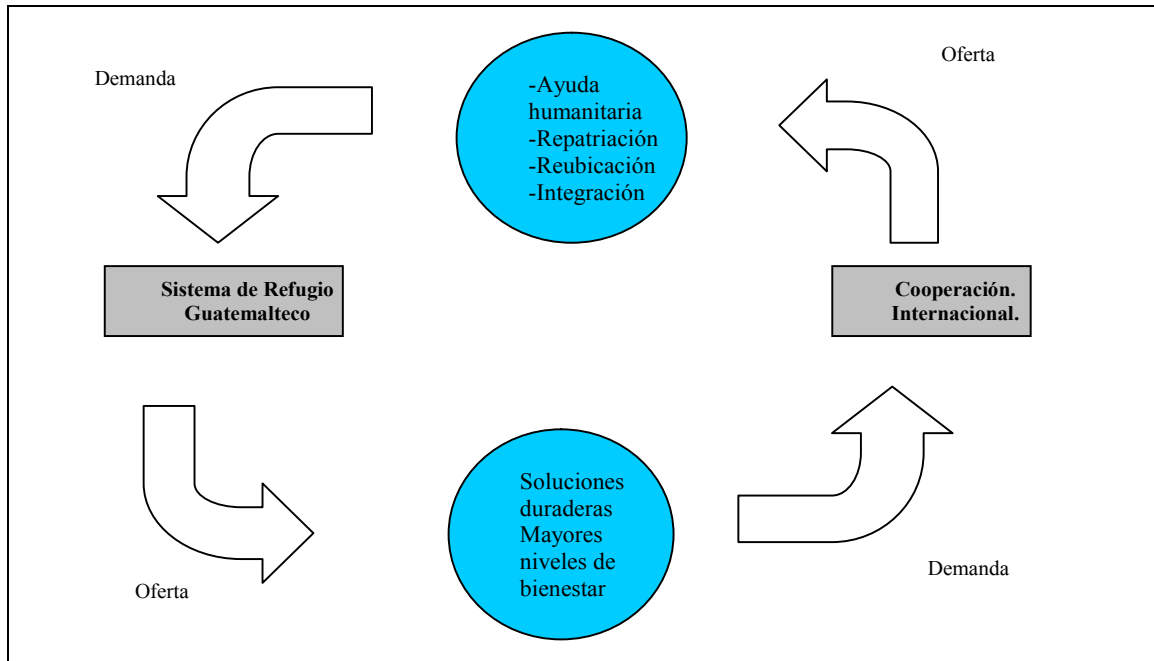 Oferta
Demanda
-Ayuda
humanitaria
-Repatriación
-Reubicación
-Integración
Sistema de Refugio
Guatemalteco
Cooperación.
Internacional.
Soluciones
duraderas
Mayores
niveles de
bienestar
Oferta
Demanda